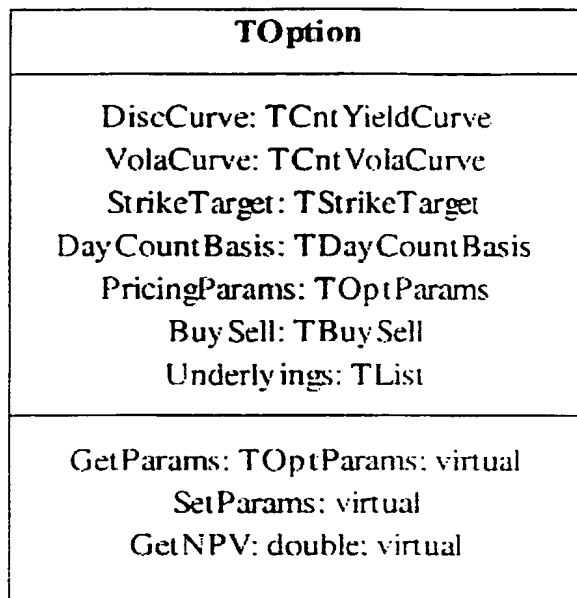 TOption
DiscCurve: TCntYieldCurve
VolaCurve: TCntVolaCurve
StrikeTarget: TStrikeTarget
DayCountBasis: TDayCountBasis
PricingParams: TOptParams
BuySell: TBuySell
Underlyings: TList
GetParams: TOptParams: virtual
SetParams: virtual
GetNPV: double: virtual